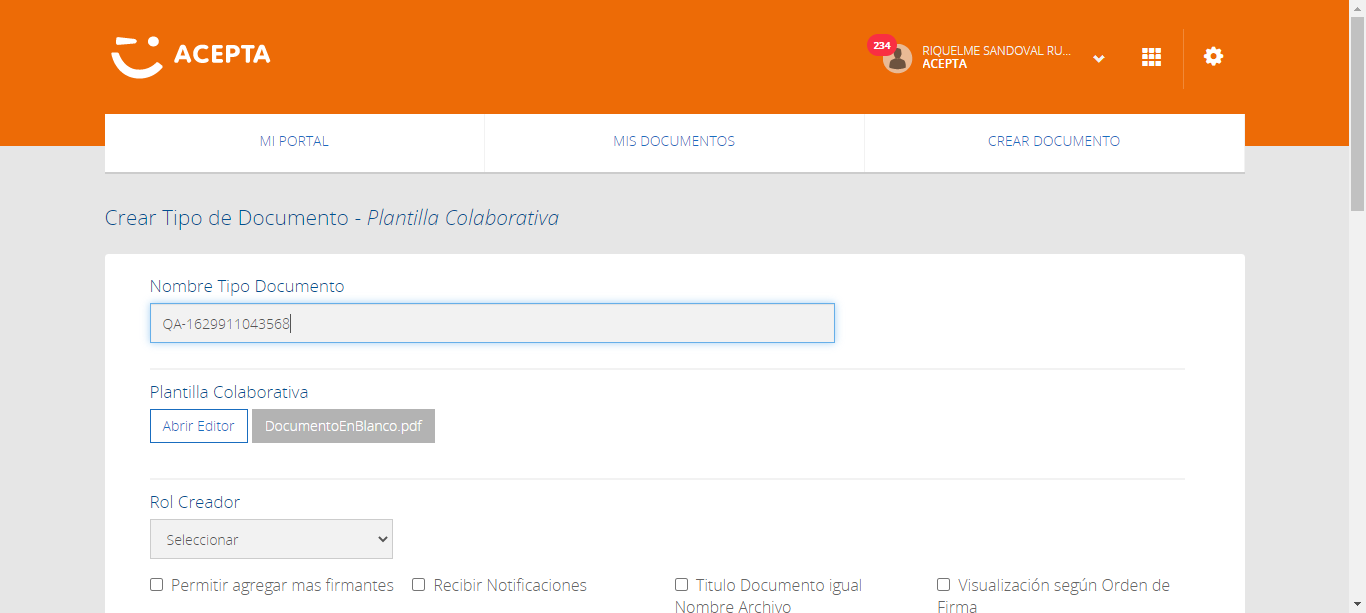 ACEPTA
234
RIQUELME SANDOVAL RU...
ACEPTA
MI PORTAL
MIS DOCUMENTOS
CREAR DOCUMENTO
Crear Tipo de Documento - Plantilla Colaborativa
Nombre Tipo Documento
QA-1629911043568
Plantilla Colaborativa
Abrir Editor
DocumentoEnBlanco.pdf
Rol Creador
Seleccionar
Permitir agregar mas firmantes
Recibir Notificaciones
Titulo Documento igual
Nombre Archivo
Visualización según Orden de
Firma